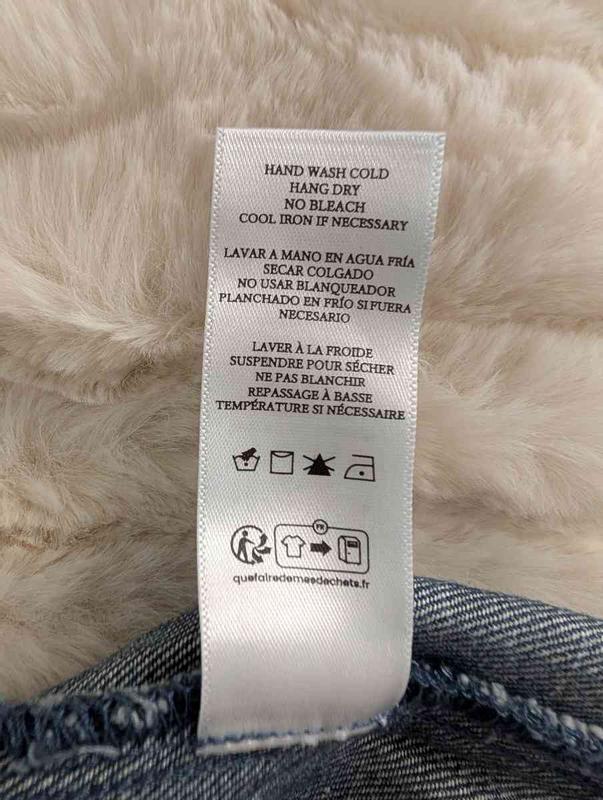 HAND WASH COLD
HANG DRY
NO BLEACH
COOL IRON IF NECESSARY
LAVAR A MANO EN AGUA FRÍA
SECAR COLGADO
NO USAR BLANQUEADOR
PLANCHADO EN FRÍO SI FUERA
NECESARIO
LAVER À LA FROIDE
SUSPENDRE POUR SÉCHER
NE PAS BLANCHIR
REPASSAGE À BASSE
TEMPÉRATURE SI NÉCESSAIRE
FR
quefairedemesdechets.fr